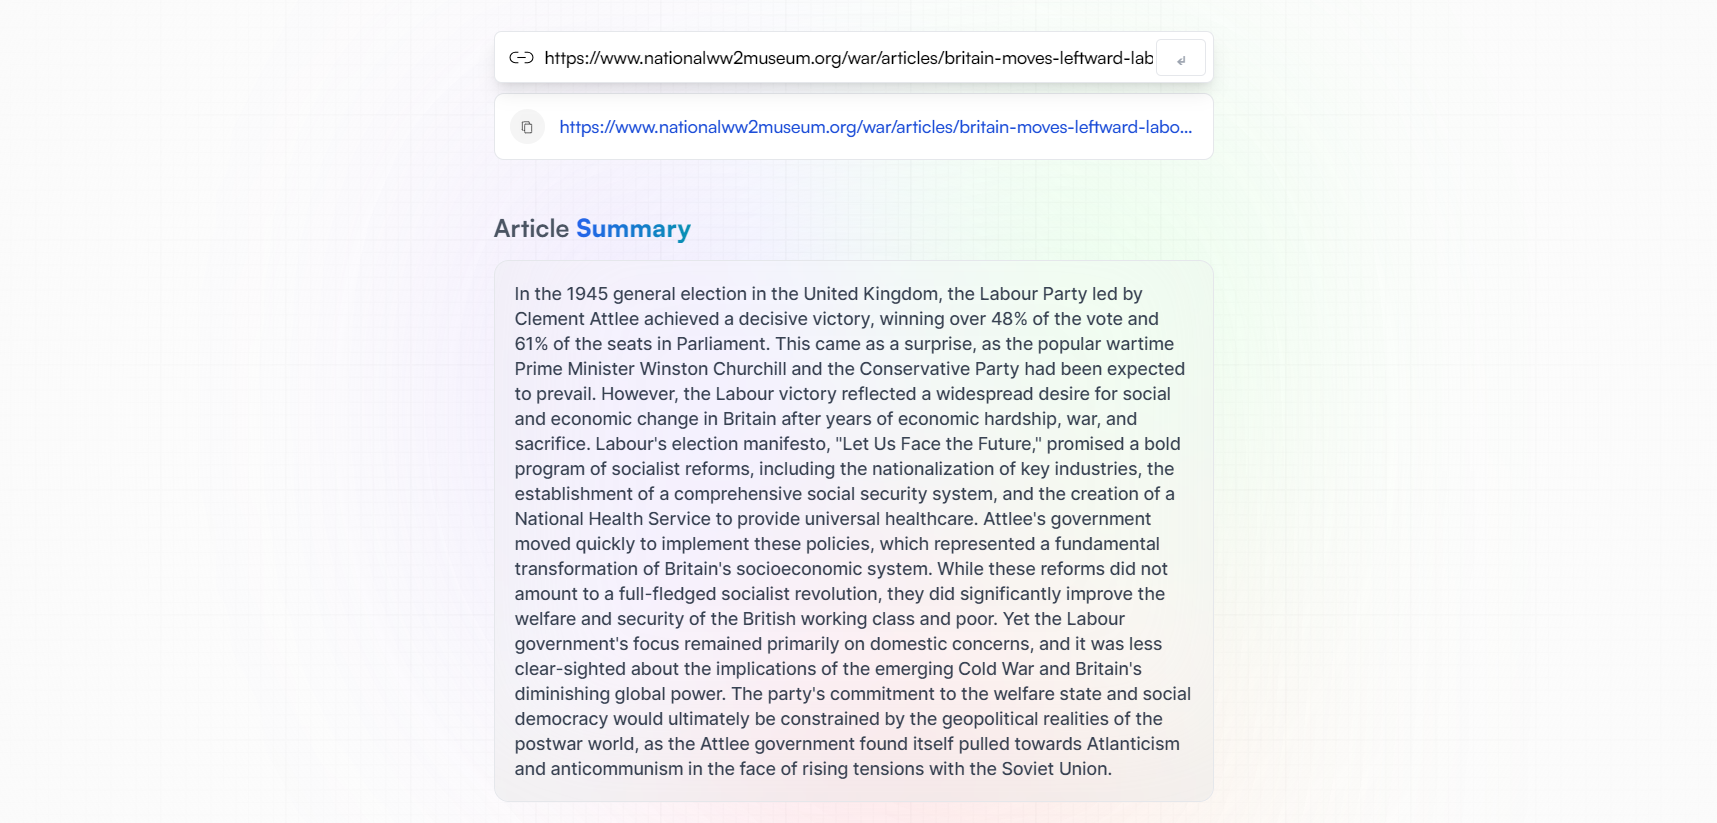 https://www.nationalww2museum.org/war/articles/britain-moves-leftward-lab
https://www.nationalww2museum.org/war/articles/britain-moves-leftward-labo...
Article Summary
In the 1945 general election in the United Kingdom, the Labour Party led by
Clement Attlee achieved a decisive victory, winning over 48% of the vote and
61% of the seats in Parliament. This came as a surprise, as the popular wartime
Prime Minister Winston Churchill and the Conservative Party had been expected
to prevail. However, the Labour victory reflected a widespread desire for social
and economic change in Britain after years of economic hardship, war, and
sacrifice. Labour's election manifesto, "Let Us Face the Future," promised a bold
program of socialist reforms, including the nationalization of key industries, the
establishment of a comprehensive social security system, and the creation of a
National Health Service to provide universal healthcare. Attlee's government
moved quickly to implement these policies, which represented a fundamental
transformation of Britain's socioeconomic system. While these reforms did not
amount to a full-fledged socialist revolution, they did significantly improve the
welfare and security of the British working class and poor. Yet the Labour
government's focus remained primarily on domestic concerns, and it was less
clear-sighted about the implications of the emerging Cold War and Britain's
diminishing global power. The party's commitment to the welfare state and social
democracy would ultimately be constrained by the geopolitical realities of the
postwar world, as the Attlee government found itself pulled towards Atlanticism
and anticommunism in the face of rising tensions with the Soviet Union.